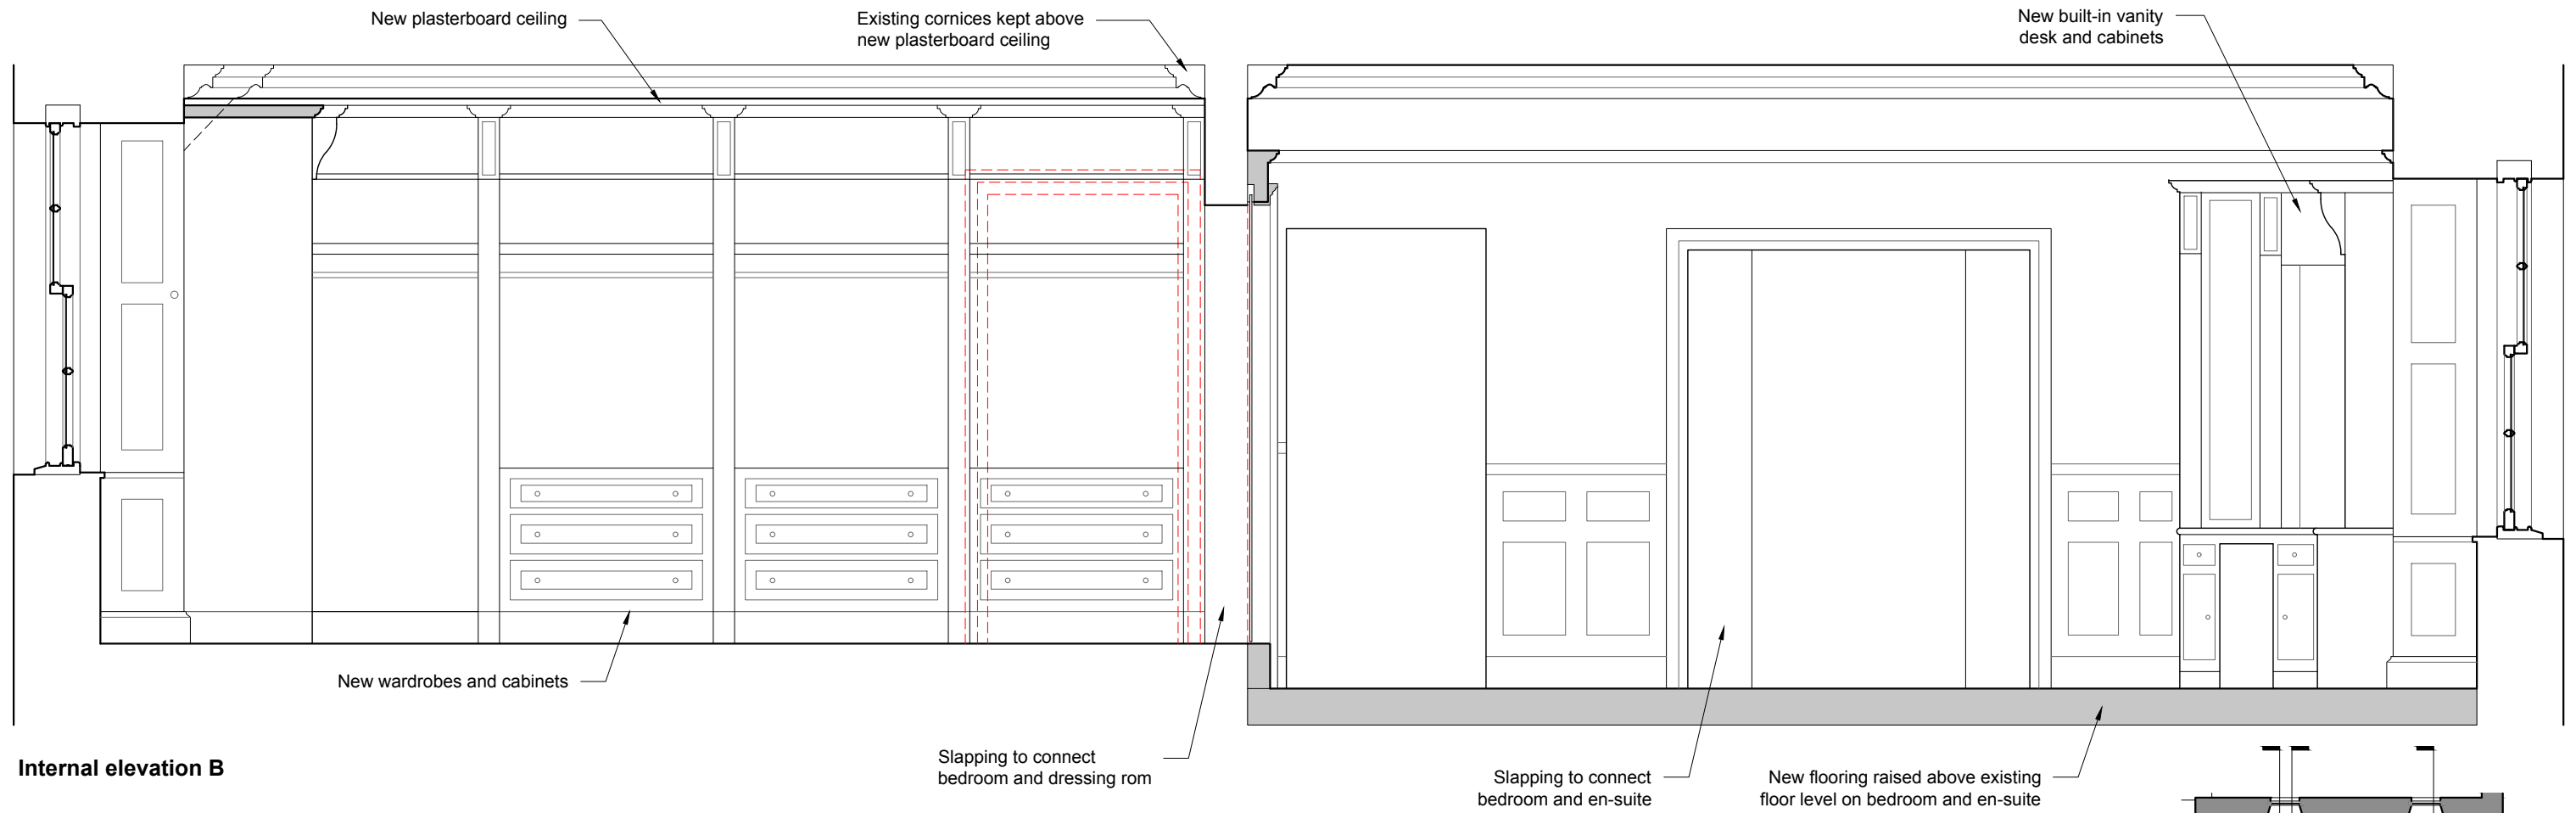 New plasterboard ceiling
Existing cornices kept above
new plasterboard ceiling
New built-in vanity
desk and cabinets
New wardrobes and cabinets
Internal elevation B
Slapping to connect
bedroom and dressing rom
Slapping to connect
bedroom and en-suite
New flooring raised above existing
floor level on bedroom and en-suite